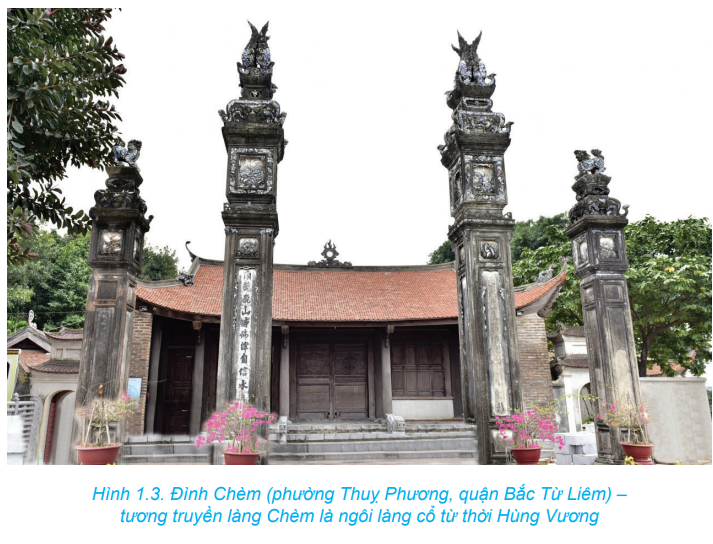 Hình 1.3. Đình Chèm (phường Thuỵ Phương, quận Bắc Từ Liêm) –
tương truyền làng Chèm là ngôi làng cổ từ thời Hùng Vương